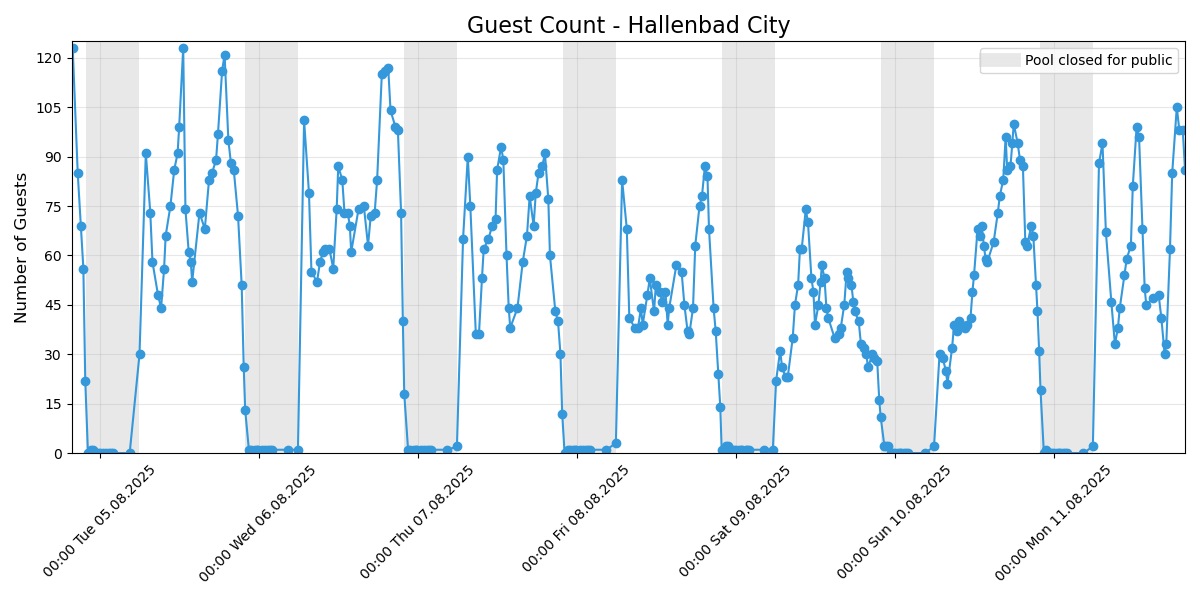 Guest Count - Hallenbad City
Pool closed for public
Number of Guests
120
105
90
75
60
45
30
15
0
00:00 Tue 05.08.2025
00:00 Wed 06.08.2025
00:00 Thu 07.08.2025
00:00 Fri 08.08.2025
00:00 Sat 09.08.2025
00:00 Sun 10.08.2025
00:00 Mon 11.08.2025